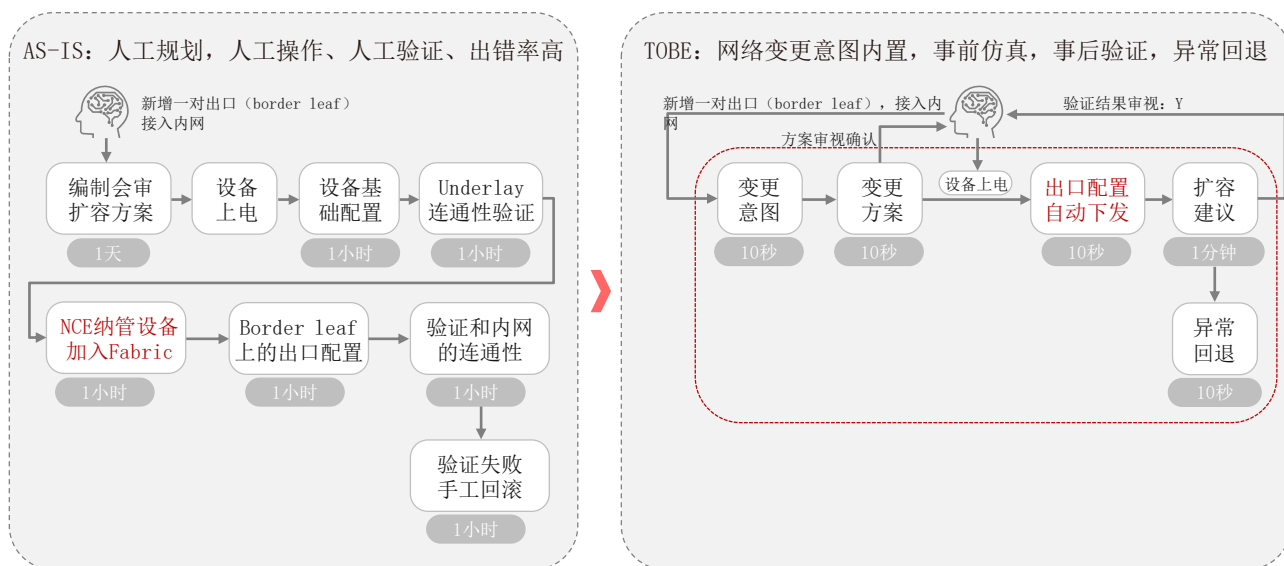 AS-IS：人工规划，人工操作、人工验证、出错率高
新增一对出口（border leaf）
接入内网
编制会审
扩容方案
1天
设备
上电
设备基
础配置
1小时
Underlay
连通性验证
1小时
NCE纳管设备
加入Fabric
1小时
Border leaf
上的出口配置
1小时
验证和内网
的连通性
1小时
验证失败
手工回滚
1小时
TOBE：网络变更意图内置，事前仿真，事后验证，异常回退
新增一对出口（border leaf），接入内
网
验证结果审视：Y
方案审视确认
变更
意图
10秒
变更
方案
10秒
设备上电
出口配置
自动下发
10秒
扩容
建议
1分钟
异常
回退
10秒